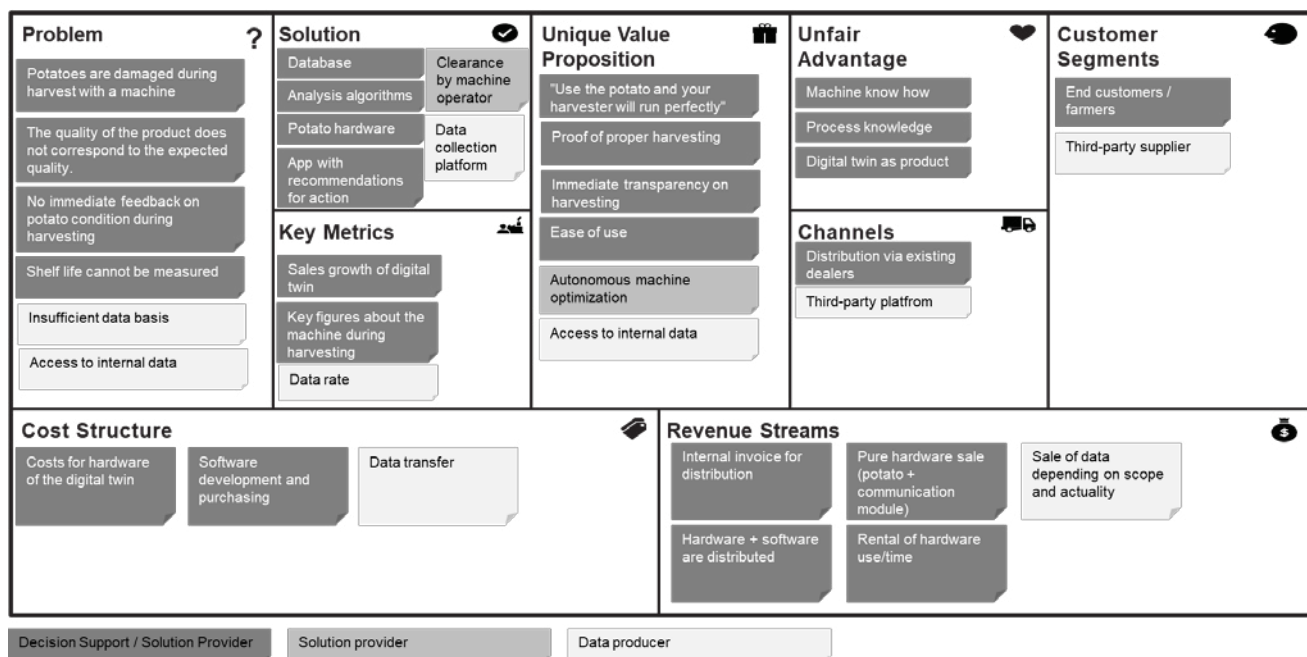 Problem
?
Potatoes are damaged during
harvest with a machine
The quality of the product does
not correspond to the expected
quality.
No immediate feedback on
potato condition during
harvesting
Shelf life cannot be measured
Insufficient data basis
Access to internal data
Solution
Database
Analysis algorithms
Potato hardware
App with
recommendations
for action
Clearance
by machine
operator
Data
collection
platform
Key Metrics
Sales growth of digital
twin
Key figures about the
machine during
harvesting
Data rate
Unique Value
Proposition
"Use the potato and your
harvester will run perfectly"
Proof of proper harvesting
Immediate transparency on
harvesting
Ease of use
Autonomous machine
optimization
Access to internal data
Unfair
Advantage
Machine know how
Process knowledge
Digital twin as product
Channels
Distribution via existing
dealers
Third-party platfrom
Customer
Segments
End customers /
farmers
Third-party supplier
Cost Structure
Costs for hardware
of the digital twin
Software
development and
purchasing
Data transfer
Revenue Streams
$
Internal invoice for
distribution
Pure hardware sale
(potato +
communication
module)
Sale of data
depending on scope
and actuality
Hardware + software
are distributed
Rental of hardware
use/time
Decision Support / Solution Provider
Solution provider
Data producer